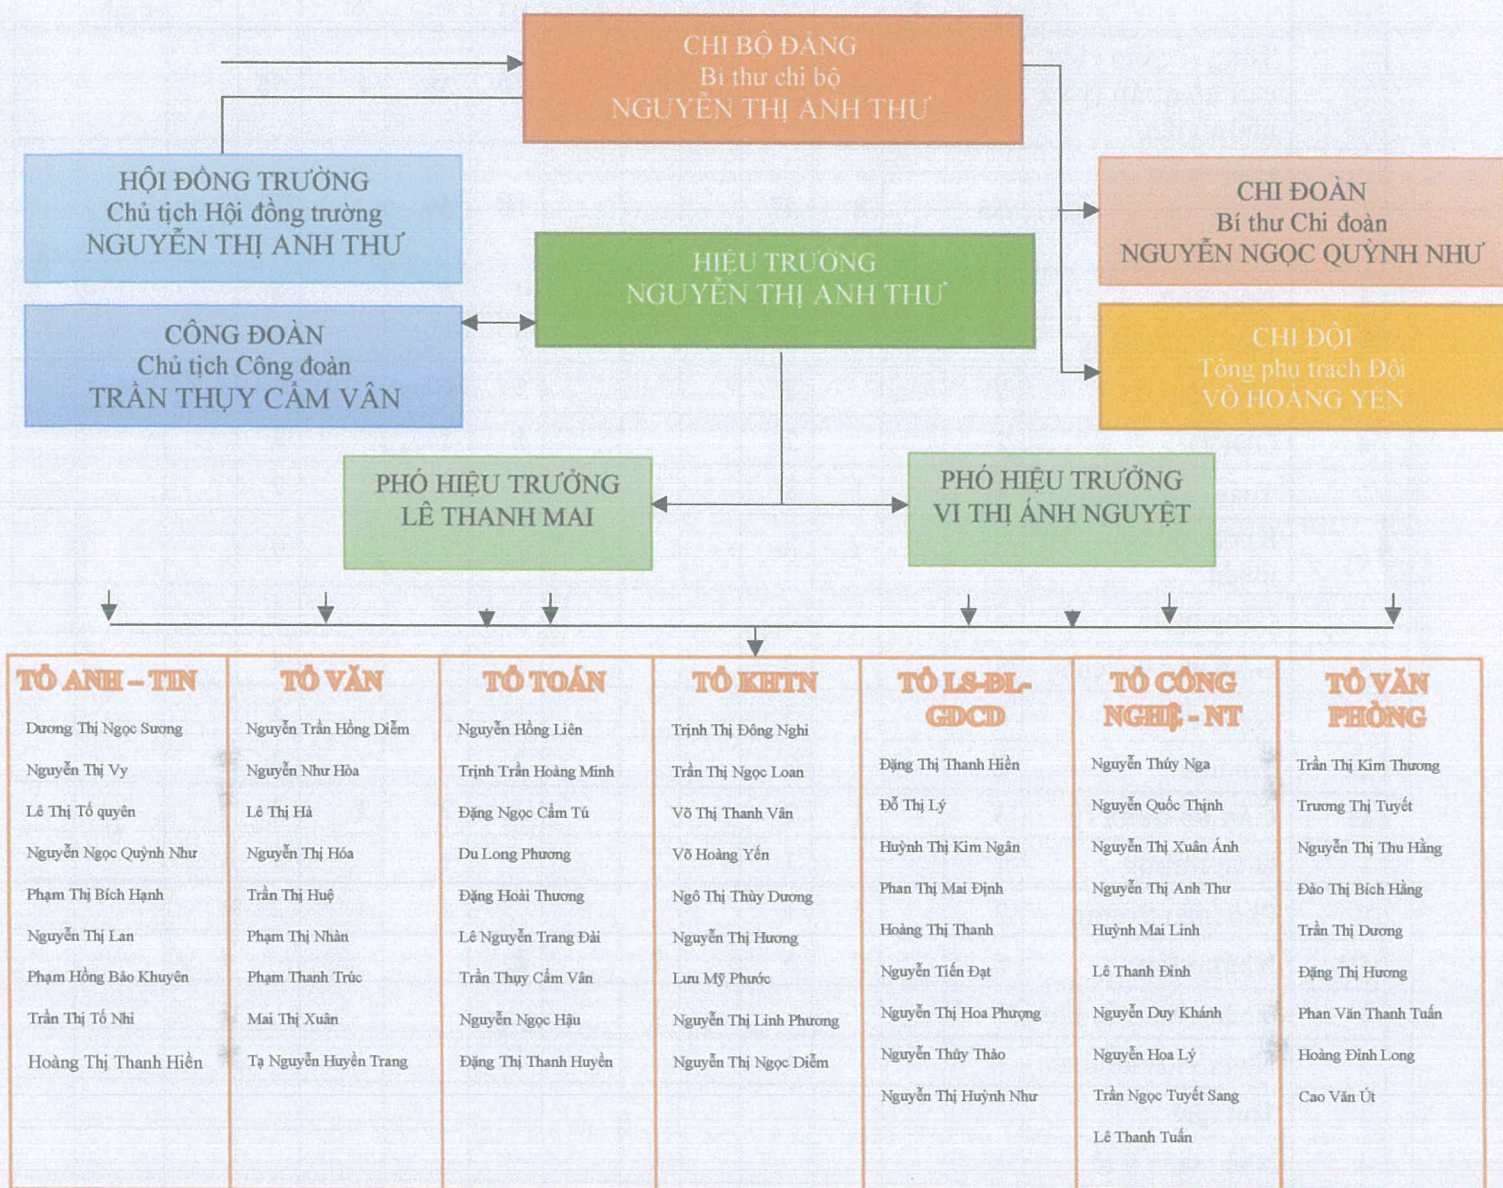 CHI BỘ ĐẢNG
Bí thư chi bộ
NGUYỄN THỊ ANH THƯ
HỘI ĐỒNG TRƯỜNG
Chủ tịch Hội đồng trường
NGUYỄN THỊ ANH THƯ
CHI ĐOÀN
Bí thư Chi đoàn
NGUYỄN NGỌC QUỲNH NHƯ
HIỆU TRƯỞNG
NGUYỄN THỊ ANH THƯ
CÔNG ĐOÀN
Chủ tịch Công đoàn
TRẦN THỤY CẨM VÂN
CHI ĐỘI
Tổng phụ trách Đội
VÕ HOÀNG YẾN
PHÓ HIỆU TRƯỞNG
LÊ THANH MAI
PHÓ HIỆU TRƯỞNG
VI THỊ ÁNH NGUYỆT
TỔ ANH – TIN
Dương Thị Ngọc Sương
Nguyễn Thị Vy
Lê Thị Tố quyên
Nguyễn Ngọc Quỳnh Như
Phạm Thị Bích Hạnh
Nguyễn Thị Lan
Phạm Hồng Bảo Khuyên
Trần Thị Tố Nhi
Hoàng Thị Thanh Hiền
TỔ VĂN
Nguyễn Trần Hồng Diễm
Nguyễn Như Hòa
Lê Thị Hà
Nguyễn Thị Hóa
Trần Thị Huệ
Phạm Thị Nhàn
Phạm Thanh Trúc
Mai Thị Xuân
Tạ Nguyễn Huyền Trang
TỔ TOÁN
Nguyễn Hồng Liên
Trịnh Trần Hoàng Minh
Đặng Ngọc Cẩm Tú
Du Long Phương
Đặng Hoài Thương
Lê Nguyễn Trang Đài
Trần Thụy Cẩm Vân
Nguyễn Ngọc Hậu
Đặng Thị Thanh Huyền
TỔ KHTN
Trịnh Thị Đông Nghi
Trần Thị Ngọc Loan
Võ Thị Thanh Vân
Võ Hoàng Yến
Ngô Thị Thùy Dương
Nguyễn Thị Hương
Lưu Mỹ Phước
Nguyễn Thị Linh Phương
Nguyễn Thị Ngọc Diễm
TỔ LS-ĐL-
GDCD
Đặng Thị Thanh Hiền
Đỗ Thị Lý
Huỳnh Thị Kim Ngân
Phan Thị Mai Định
Hoàng Thị Thanh
Nguyễn Tiến Đạt
Nguyễn Thị Hoa Phượng
Nguyễn Thủy Thảo
Nguyễn Thị Huỳnh Như
TỔ CÔNG
NGHỆ - NT
Nguyễn Thúy Nga
Nguyễn Quốc Thịnh
Nguyễn Thị Xuân Ánh
Nguyễn Thị Anh Thư
Huỳnh Mai Linh
Lê Thanh Đình
Nguyễn Duy Khánh
Nguyễn Hoa Lý
Trần Ngọc Tuyết Sang
Lê Thanh Tuấn
TỔ VĂN
PHÒNG
Trần Thị Kim Thương
Trương Thị Tuyết
Nguyễn Thị Thu Hằng
Đào Thị Bích Hằng
Trần Thị Dương
Đặng Thị Hương
Phan Văn Thanh Tuấn
Hoàng Đình Long
Cao Văn Út